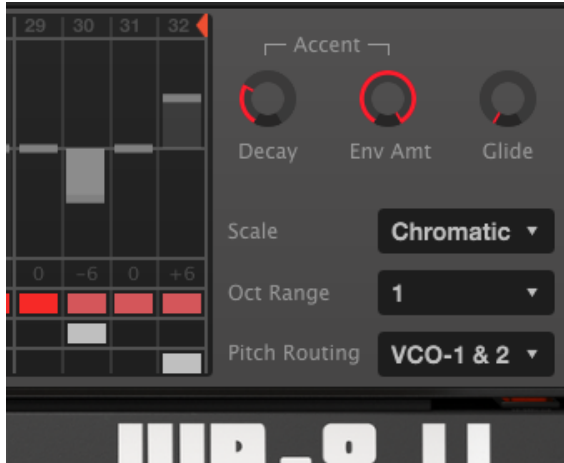 29 30 31 32
Accent
Decay Env Amt Glide
Scale Chromatic
0 -6 0 +6
Oct Range 1
Pitch Routing VCO-1 & 2